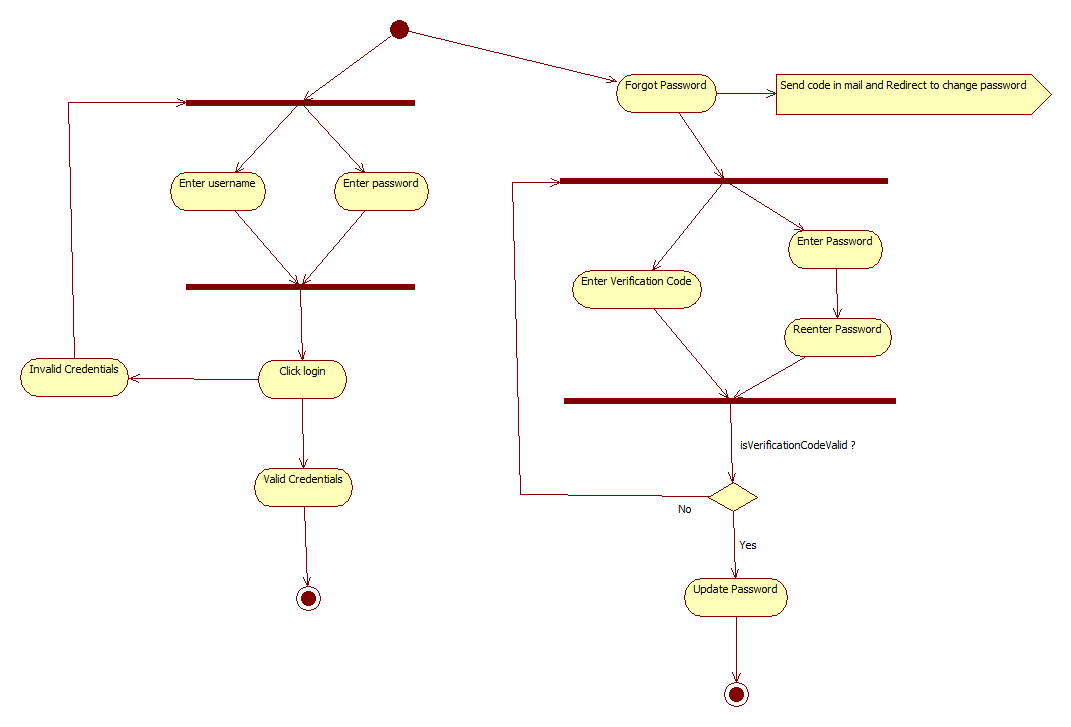 Forgot Password
Send code in mail and Redirect to change password
Enter username
Enter password
Enter Password
Enter Verification Code
Reenter Password
Invalid Credentials
Click login
isVerificationCodeValid ?
Valid Credentials
No
Yes
Update Password